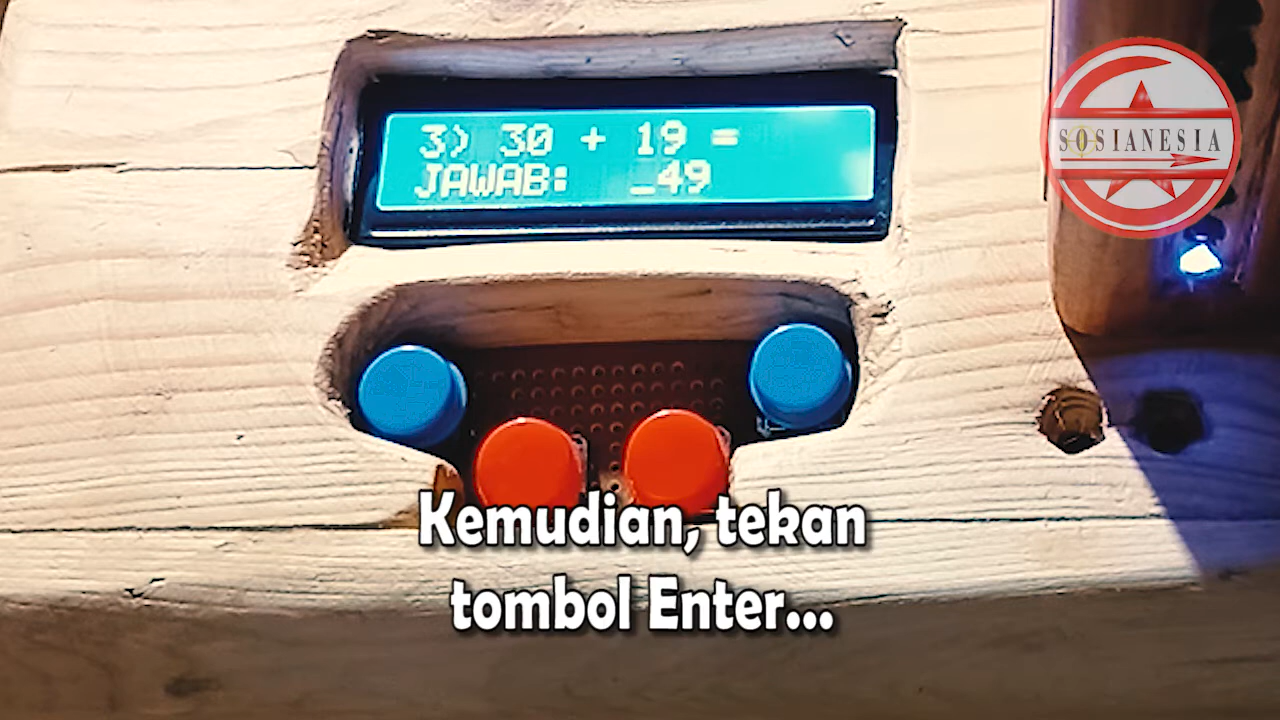 3) 30 + 19 =
JAWAB: _49
SOSIANESIA
Kemudian, tekan
tombol Enter...